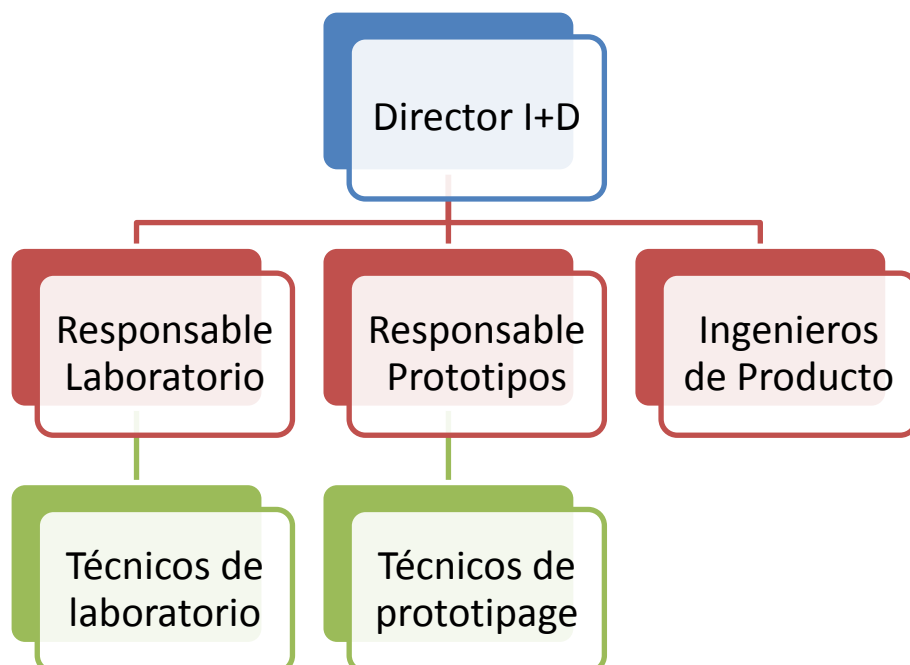 Director I+D
Responsable
Laboratorio
Responsable
Prototipos
Ingenieros
de Producto
Técnicos de
laboratorio
Técnicos de
prototipage